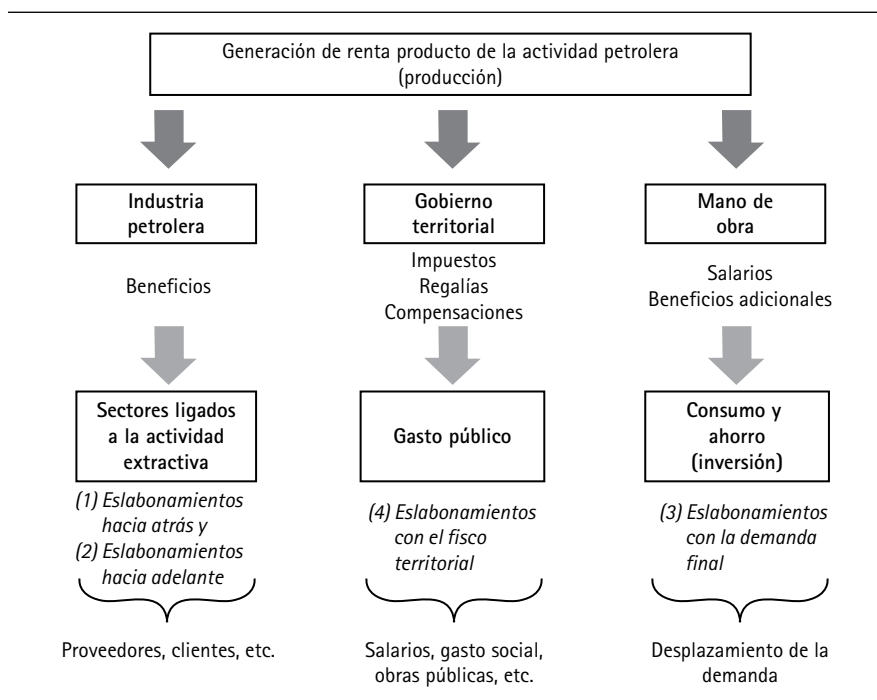 Generación de renta producto de la actividad petrolera
(producción)
Industria
petrolera
Beneficios
Sectores ligados
a la actividad
extractiva
(1) Eslabonamientos
hacia atrás y
(2) Eslabonamientos
hacia adelante
Proveedores, clientes, etc.
Gobierno
territorial
Impuestos
Regalías
Compensaciones
Gasto público
(4) Eslabonamientos
con el fisco
territorial
Salarios, gasto social,
obras públicas, etc.
Mano de
obra
Salarios
Beneficios adicionales
Consumo y
ahorro
(inversión)
(3) Eslabonamientos
con la demanda
final
Desplazamiento de la
demanda